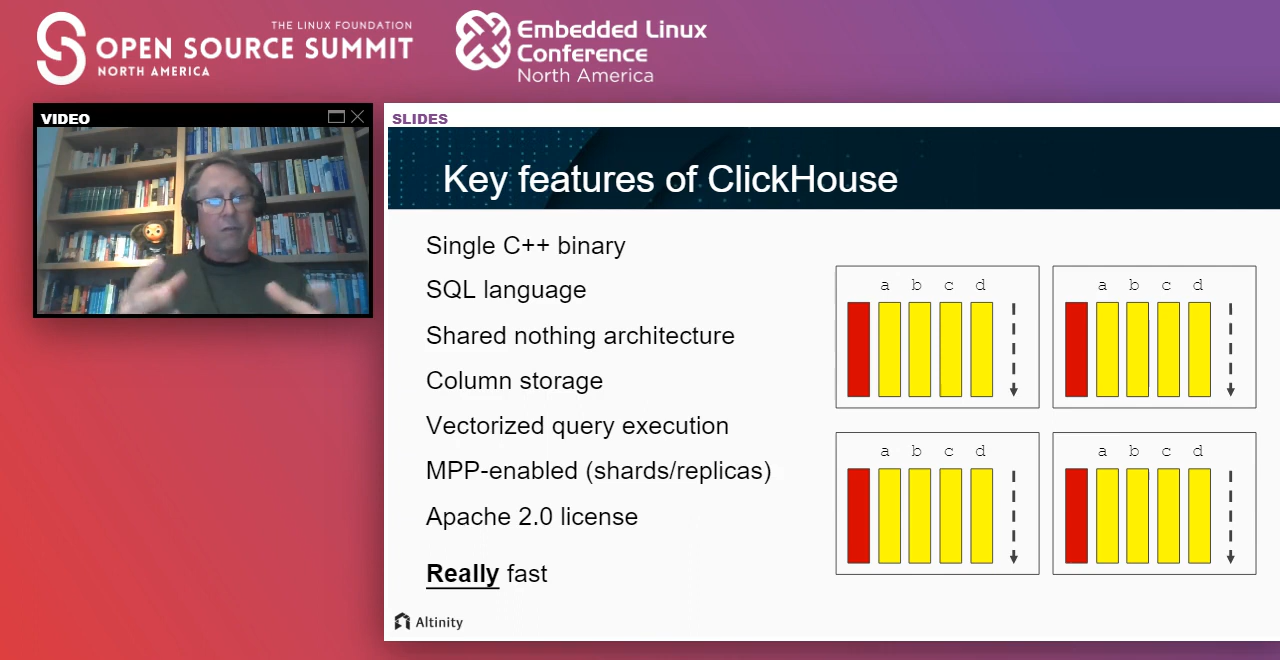 THE LINUX FOUNDATION
OPEN SOURCE SUMMIT
NORTH AMERICA
Embedded Linux
Conference
North America
VIDEO
SLIDES
Key features of ClickHouse
Single C++ binary
SQL language
Shared nothing architecture
Column storage
Vectorized query execution
MPP-enabled (shards/replicas)
Apache 2.0 license
Really fast
a b c d
a b c d
a b c d
a b c d
Altinity